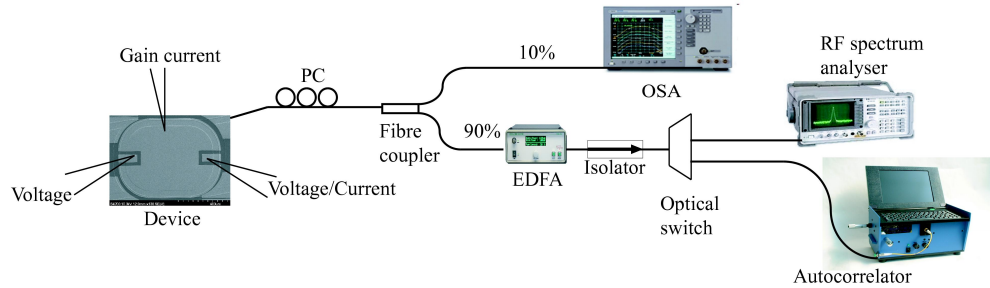 Gain current
PC
10%
OSA
RF spectrum
analyser
Fibre
coupler
90%
EDFA
Isolator
Optical
switch
Voltage
Voltage/Current
Device
Autocorrelator